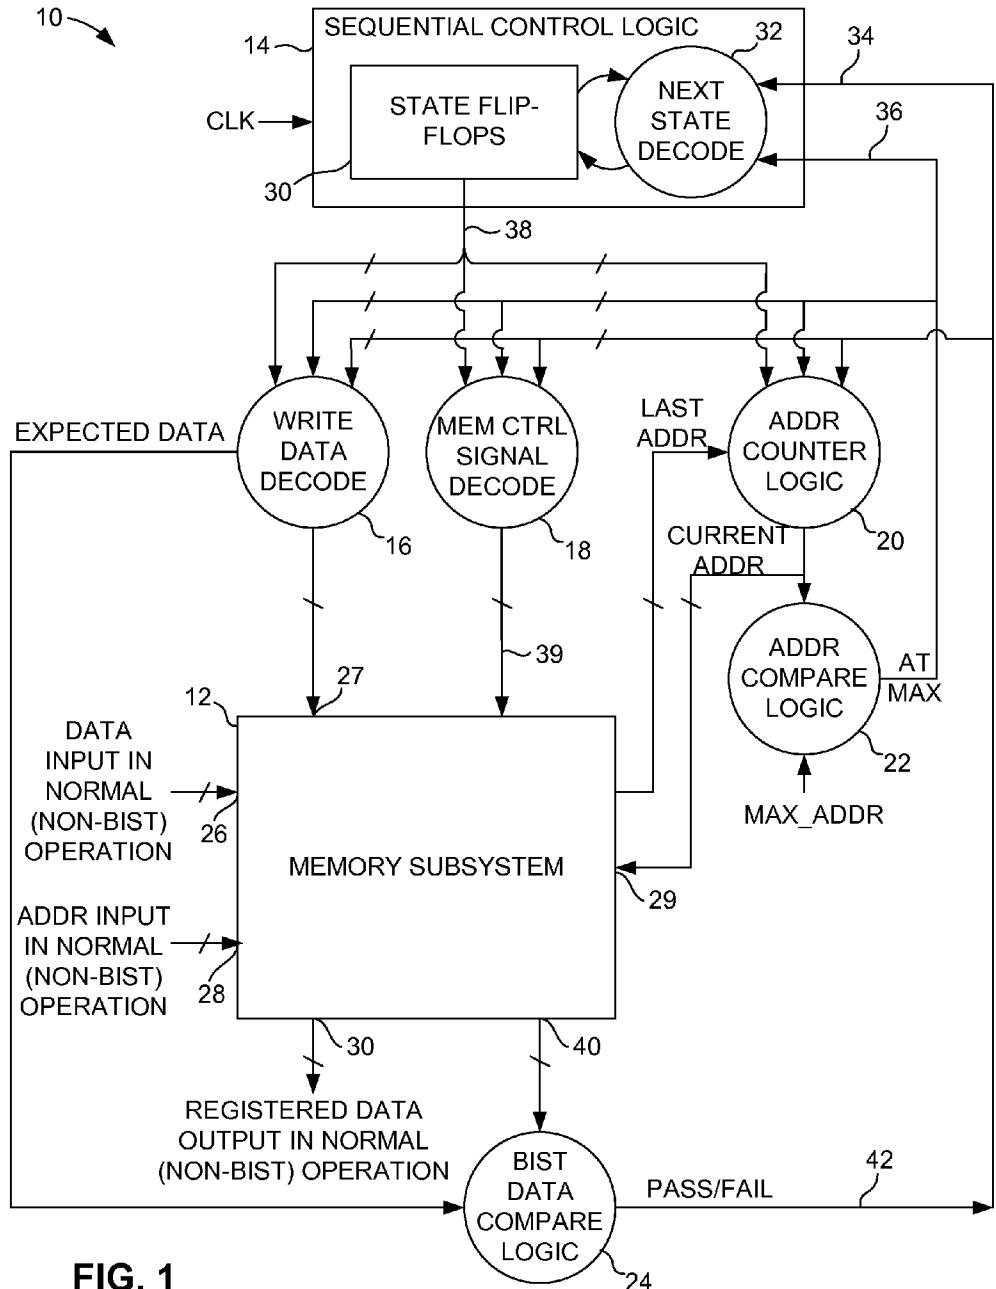 10
14
SEQUENTIAL CONTROL LOGIC
32
34
STATE FLIP-
FLOPS
NEXT
STATE
DECODE
CLK
36
30
38
EXPECTED DATA
WRITE
DATA
DECODE
MEM CTRL
SIGNAL
DECODE
LAST
ADDR
ADDR
COUNTER
LOGIC
16
18
20
CURRENT
ADDR
39
ADDR
COMPARE
LOGIC
AT
MAX
22
MAX_ADDR
12
27
DATA
INPUT IN
NORMAL
(NON-BIST)
OPERATION
26
MEMORY SUBSYSTEM
29
ADDR INPUT
IN NORMAL
(NON-BIST)
OPERATION
28
30
40
REGISTERED DATA
OUTPUT IN NORMAL
(NON-BIST) OPERATION
BIST
DATA
COMPARE
LOGIC
PASS/FAIL
42
24
FIG. 1